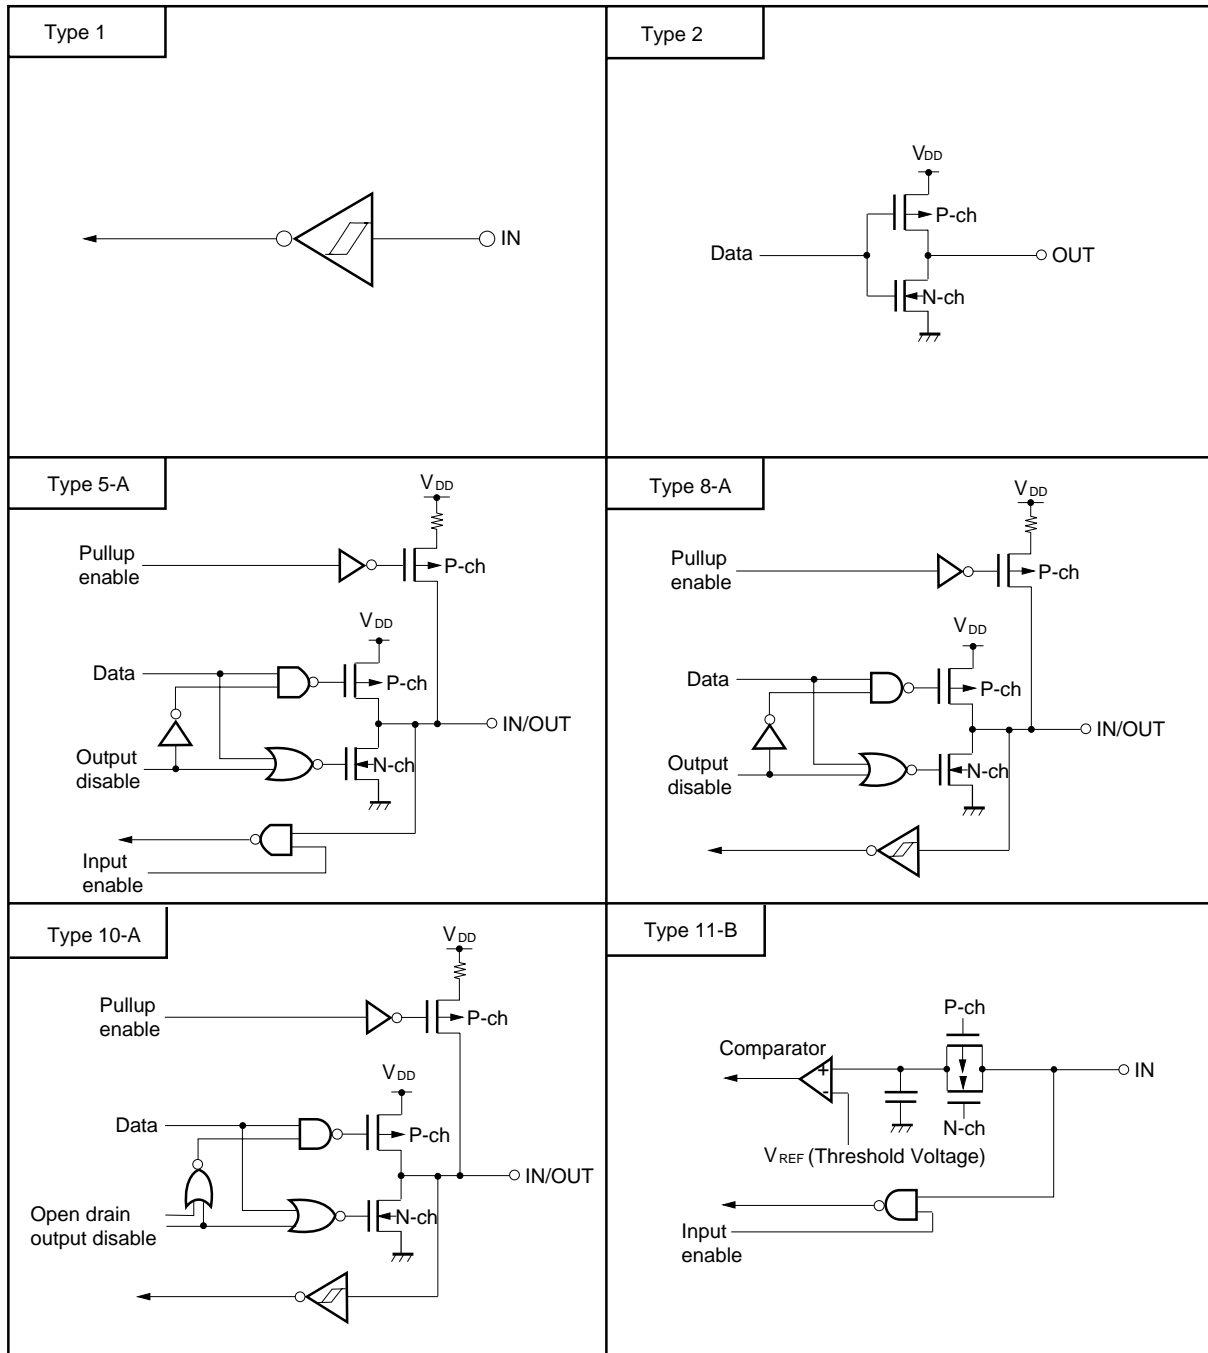 Type 1
IN
Type 2
VDD
P-ch
Data
OUT
N-ch
Type 5-A
VDD
Pullup
enable
P-ch
VDD
Data
P-ch
IN/OUT
Output
disable
N-ch
Input
enable
Type 8-A
VDD
Pullup
enable
P-ch
VDD
Data
P-ch
IN/OUT
Output
disable
N-ch
Type 10-A
VDD
Pullup
enable
P-ch
VDD
Data
P-ch
IN/OUT
Open drain
output disable
N-ch
Type 11-B
P-ch
Comparator
+
-
IN
N-ch
VREF (Threshold Voltage)
Input
enable